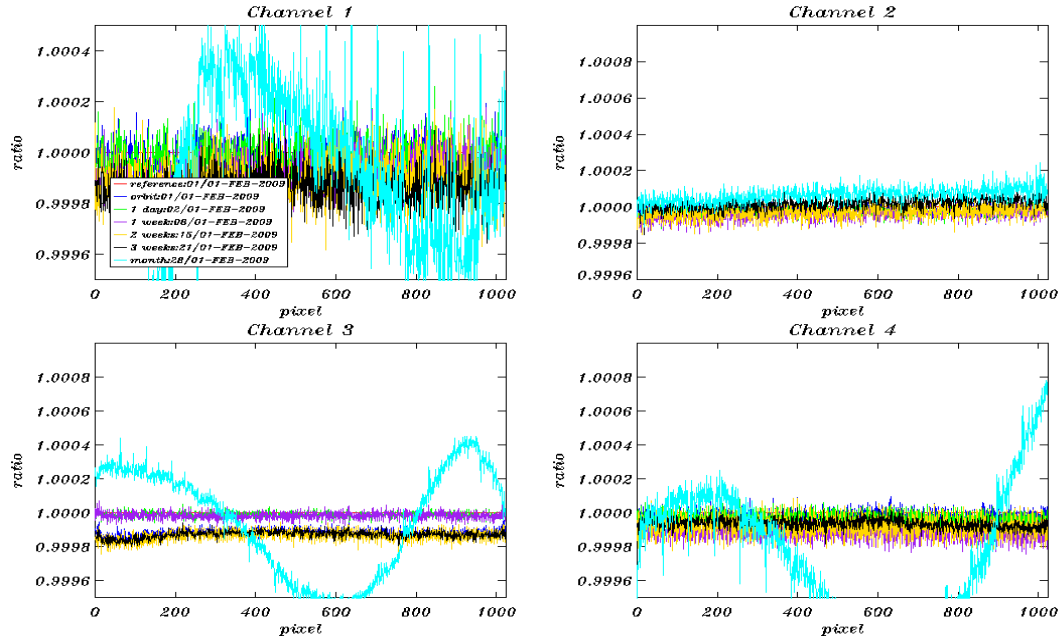 Channel 1
1.0004
1.0002
1.0000
0.9998
0.9996
ratio
reference:01/01-FEB-2009
orbit:01/01-FEB-2009
1 day:02/01-FEB-2009
1 week:08/01-FEB-2009
2 weeks:15/01-FEB-2009
3 weeks:21/01-FEB-2009
month:28/01-FEB-2009
0 200 400 600 800 1000
pixel
Channel 2
1.0008
1.0006
1.0004
1.0002
1.0000
0.9998
0.9996
ratio
0 200 400 600 800 1000
pixel
Channel 3
1.0008
1.0006
1.0004
1.0002
1.0000
0.9998
0.9996
ratio
0 200 400 600 800 1000
pixel
Channel 4
1.0008
1.0006
1.0004
1.0002
1.0000
0.9998
0.9996
ratio
0 200 400 600 800 1000
pixel